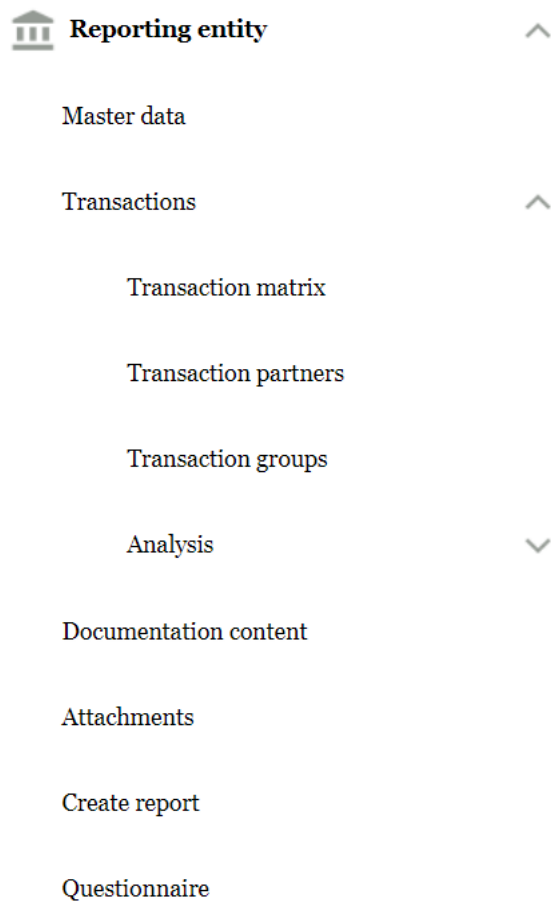 Reporting entity
Master data
Transactions
Transaction matrix
Transaction partners
Transaction groups
Analysis
Documentation content
Attachments
Create report
Questionnaire